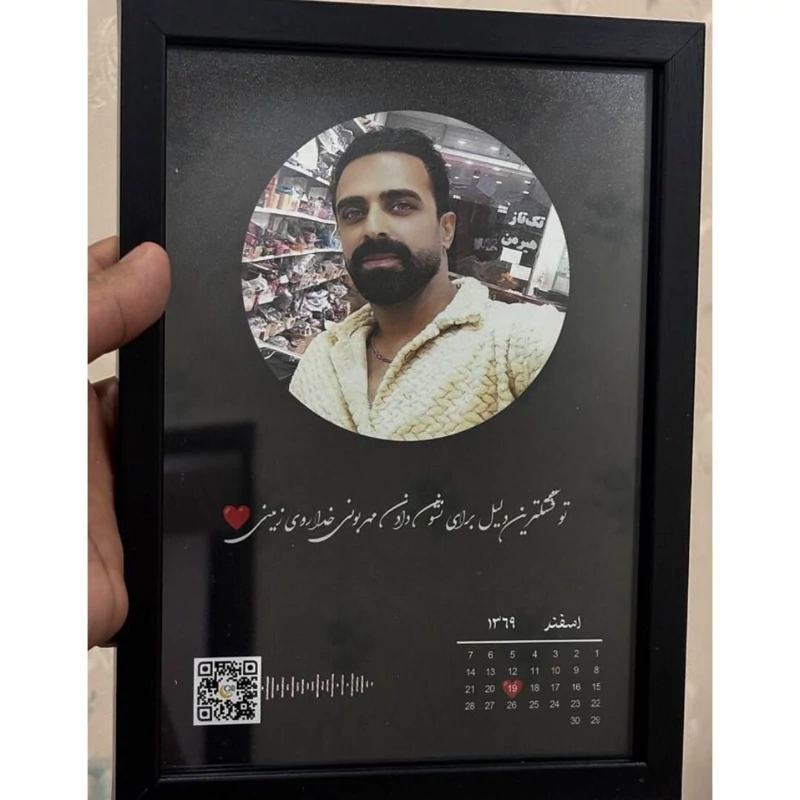 تک‌تاز
هیرمن
تو قشنگترین دلیل برای نشون دادن مهربونی خدا روی زمینی ❤
اسفند ۱۳۶۹
7 6 5 4 3 2 1
14 13 12 11 10 9 8
21 20 19 18 17 16 15
28 27 26 25 24 23 22
30 29